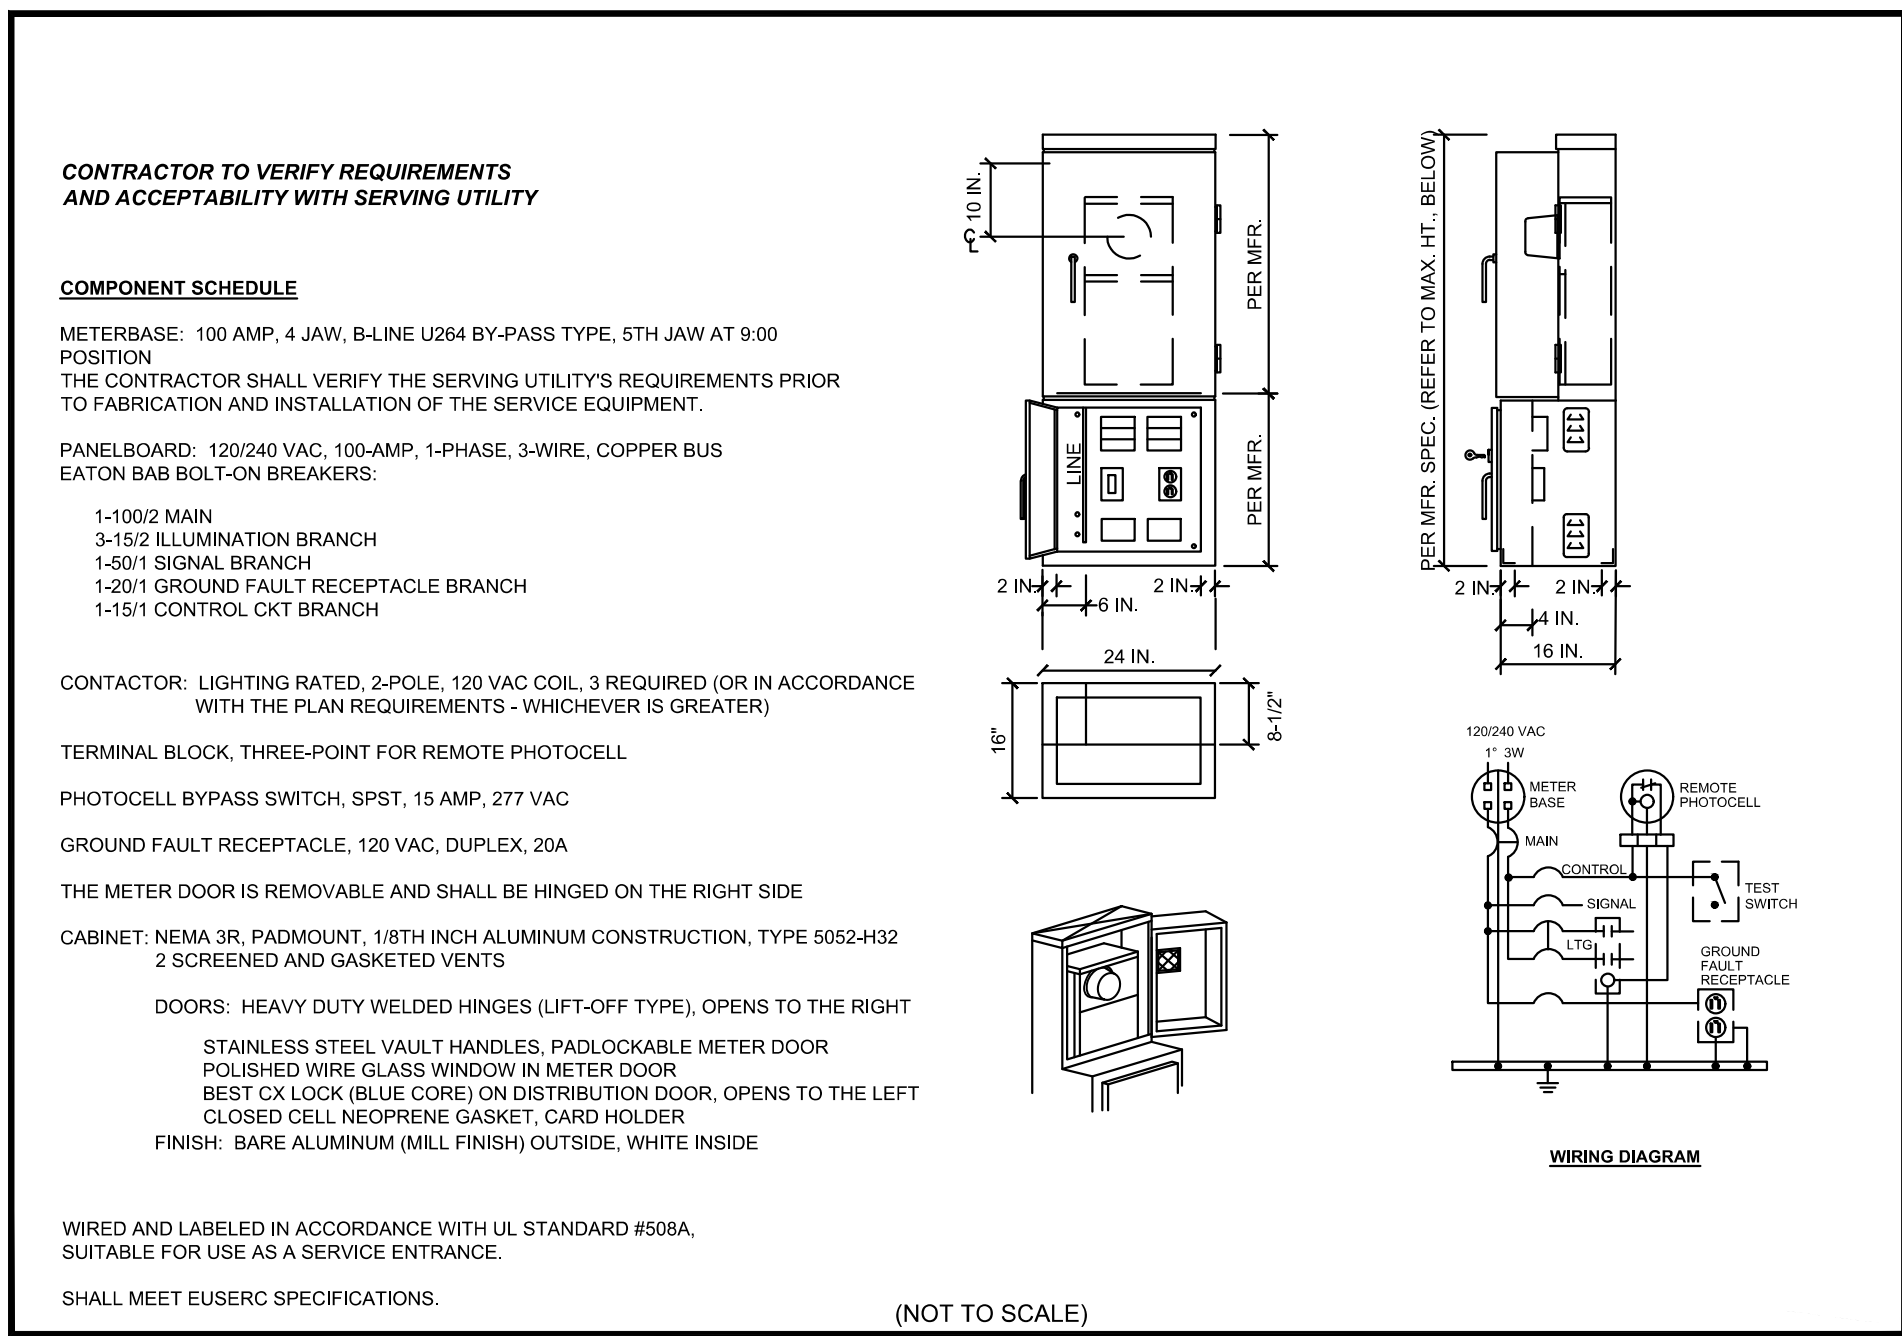 CONTRACTOR TO VERIFY REQUIREMENTS
AND ACCEPTABILITY WITH SERVING UTILITY
COMPONENT SCHEDULE
METERBASE: 100 AMP, 4 JAW, B-LINE U264 BY-PASS TYPE, 5TH JAW AT 9:00
POSITION
THE CONTRACTOR SHALL VERIFY THE SERVING UTILITY'S REQUIREMENTS PRIOR
TO FABRICATION AND INSTALLATION OF THE SERVICE EQUIPMENT.
PANELBOARD: 120/240 VAC, 100-AMP, 1-PHASE, 3-WIRE, COPPER BUS
EATON BAB BOLT-ON BREAKERS:
1-100/2 MAIN
3-15/2 ILLUMINATION BRANCH
1-50/1 SIGNAL BRANCH
1-20/1 GROUND FAULT RECEPTACLE BRANCH
1-15/1 CONTROL CKT BRANCH
CONTACTOR: LIGHTING RATED, 2-POLE, 120 VAC COIL, 3 REQUIRED (OR IN ACCORDANCE
WITH THE PLAN REQUIREMENTS - WHICHEVER IS GREATER)
TERMINAL BLOCK, THREE-POINT FOR REMOTE PHOTOCELL
PHOTOCELL BYPASS SWITCH, SPST, 15 AMP, 277 VAC
GROUND FAULT RECEPTACLE, 120 VAC, DUPLEX, 20A
THE METER DOOR IS REMOVABLE AND SHALL BE HINGED ON THE RIGHT SIDE
CABINET: NEMA 3R, PADMOUNT, 1/8TH INCH ALUMINUM CONSTRUCTION, TYPE 5052-H32
2 SCREENED AND GASKETED VENTS
DOORS: HEAVY DUTY WELDED HINGES (LIFT-OFF TYPE), OPENS TO THE RIGHT
STAINLESS STEEL VAULT HANDLES, PADLOCKABLE METER DOOR
POLISHED WIRE GLASS WINDOW IN METER DOOR
BEST CX LOCK (BLUE CORE) ON DISTRIBUTION DOOR, OPENS TO THE LEFT
CLOSED CELL NEOPRENE GASKET, CARD HOLDER
FINISH: BARE ALUMINUM (MILL FINISH) OUTSIDE, WHITE INSIDE
WIRED AND LABELED IN ACCORDANCE WITH UL STANDARD #508A,
SUITABLE FOR USE AS A SERVICE ENTRANCE.
SHALL MEET EUSERC SPECIFICATIONS.
(NOT TO SCALE)
℄ 10 IN.
PER MFR.
LINE
PER MFR.
2 IN.
2 IN.
6 IN.
24 IN.
16"
8-1/2"
PER MFR. SPEC. (REFER TO MAX. HT., BELOW)
2 IN.
2 IN.
4 IN.
16 IN.
120/240 VAC
1° 3W
METER
BASE
REMOTE
PHOTOCELL
MAIN
CONTROL
TEST
SWITCH
SIGNAL
LTG
GROUND
FAULT
RECEPTACLE
WIRING DIAGRAM